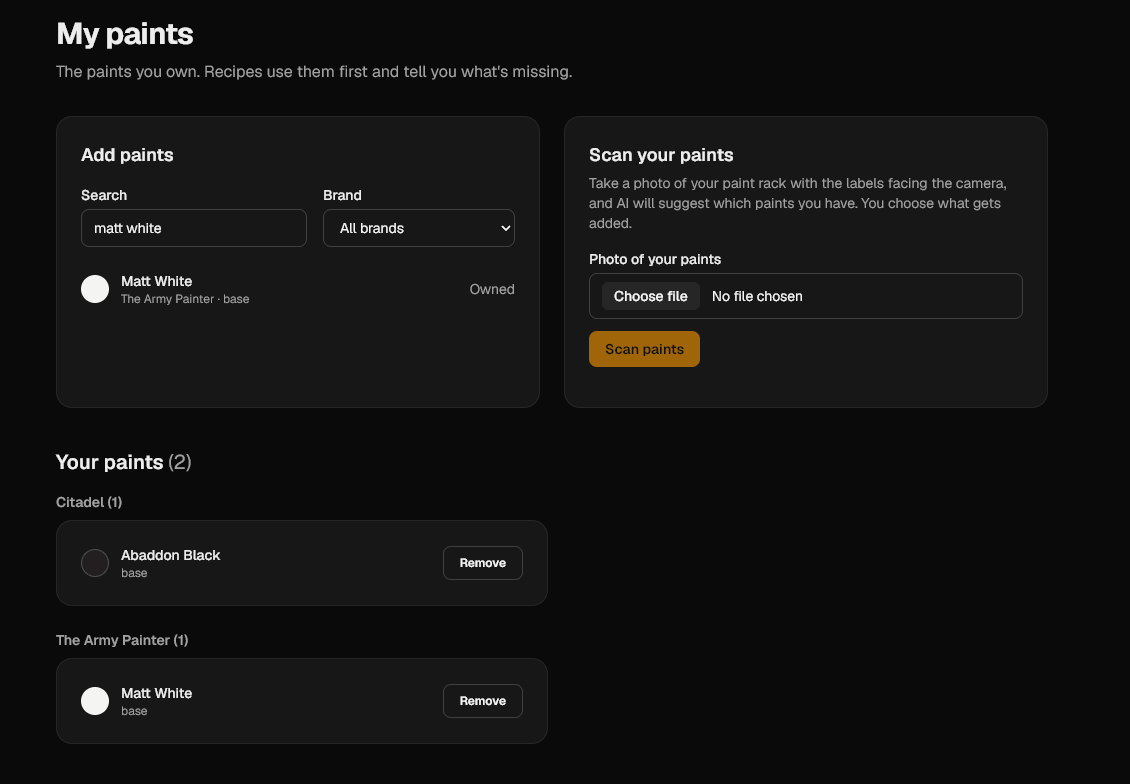 My paints
The paints you own. Recipes use them first and tell you what's missing.
Add paints
Search
Brand
matt white
All brands
Matt White
The Army Painter · base
Owned
Scan your paints
Take a photo of your paint rack with the labels facing the camera,
and AI will suggest which paints you have. You choose what gets
added.
Photo of your paints
Choose file No file chosen
Scan paints
Your paints (2)
Citadel (1)
Abaddon Black
base
Remove
The Army Painter (1)
Matt White
base
Remove